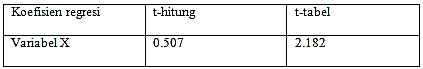 Koefisien regresi t-hitung t-tabel
Variabel X 0.507 2.182